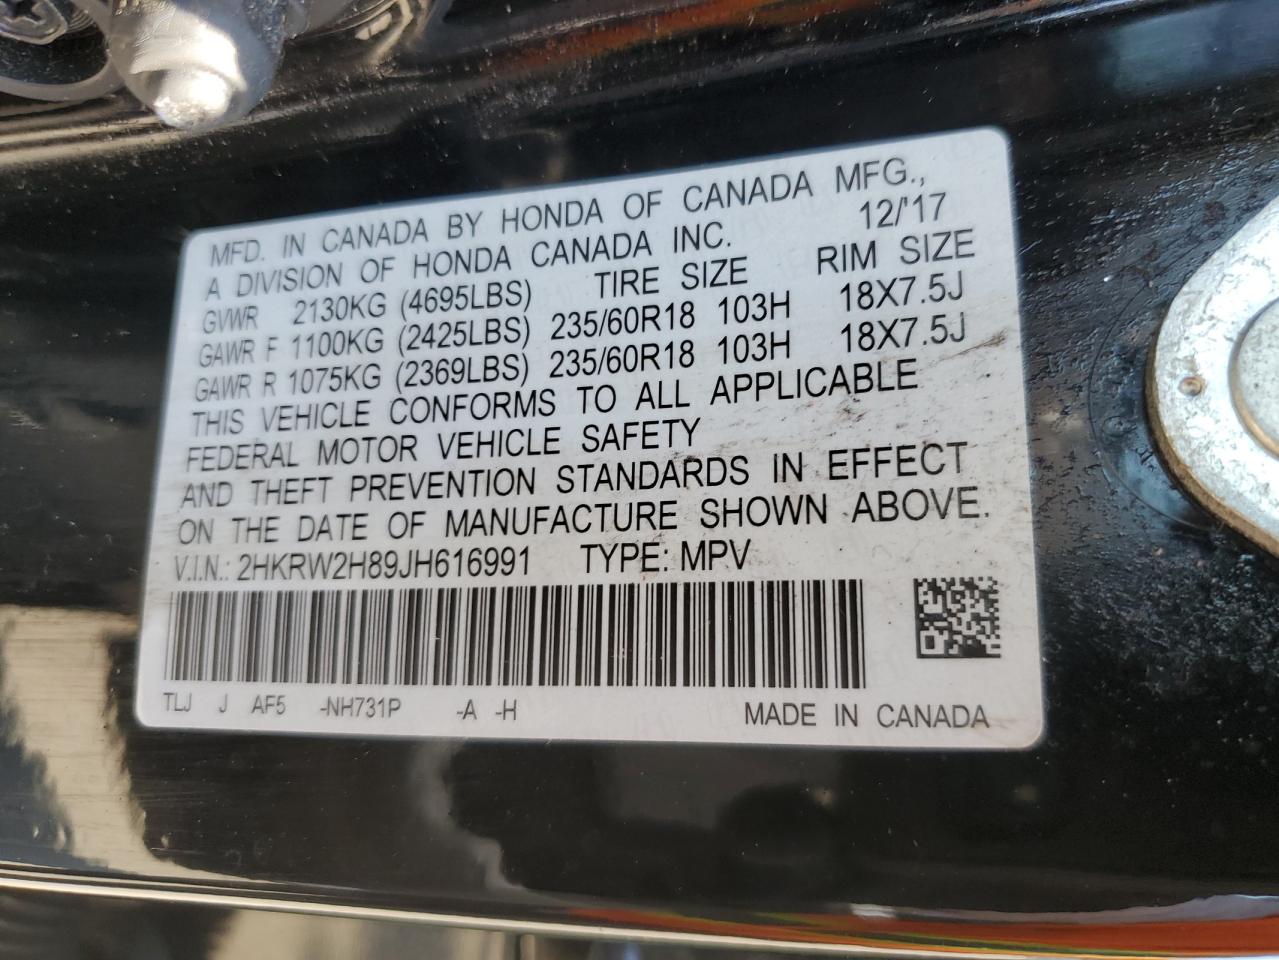 MFD. IN CANADA BY HONDA OF CANADA MFG.,
A DIVISION OF HONDA CANADA INC. 12/'17
GVWR 2130KG (4695LBS) TIRE SIZE RIM SIZE
GAWR F 1100KG (2425LBS) 235/60R18 103H 18X7.5J
GAWR R 1075KG (2369LBS) 235/60R18 103H 18X7.5J
THIS VEHICLE CONFORMS TO ALL APPLICABLE
FEDERAL MOTOR VEHICLE SAFETY
AND THEFT PREVENTION STANDARDS IN EFFECT
ON THE DATE OF MANUFACTURE SHOWN ABOVE.
V.I.N.: 2HKRW2H89JH616991 TYPE: MPV
TLJ J AF5 -NH731P -A -H MADE IN CANADA